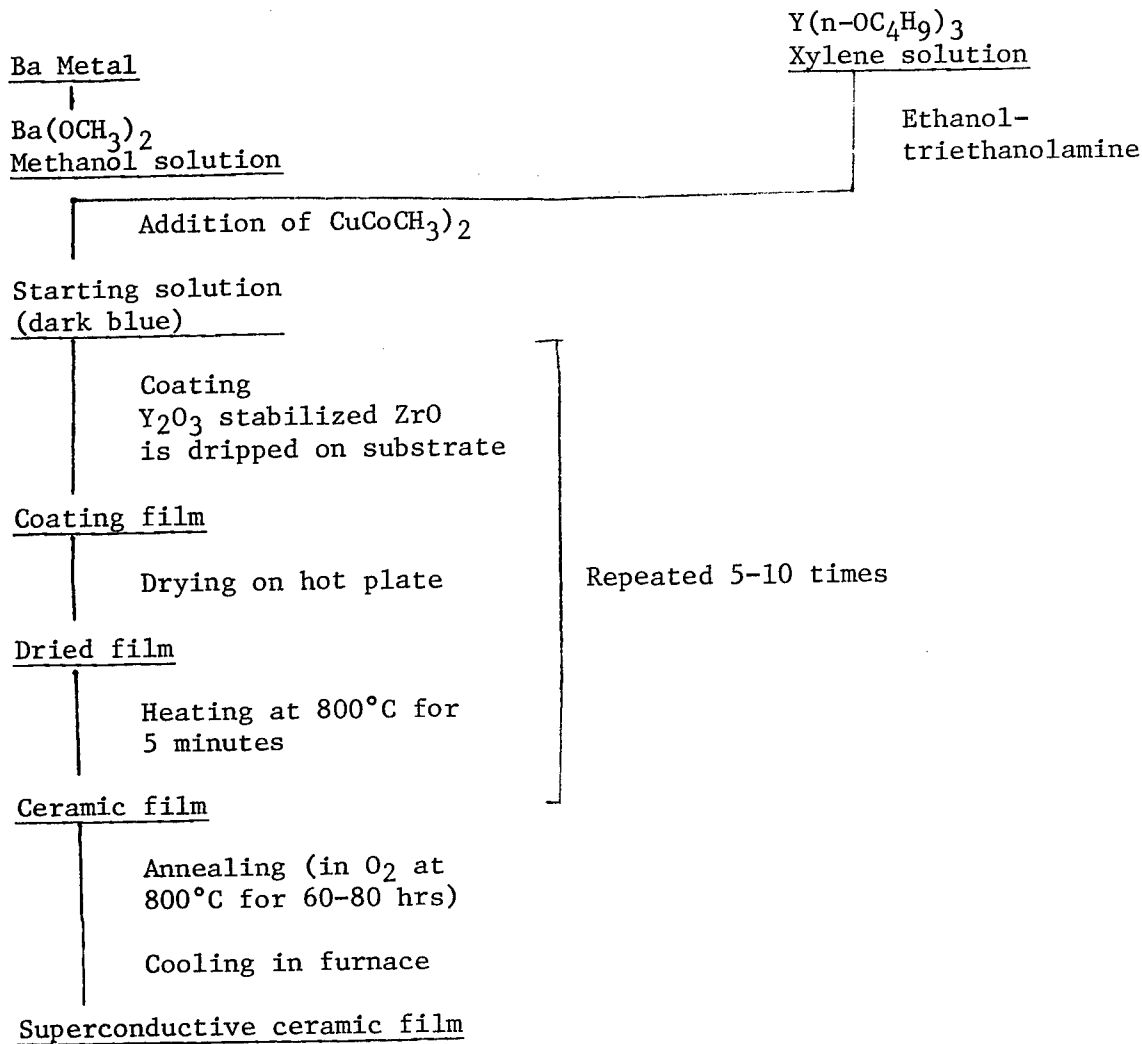 Y(n-OC4H9)3
Xylene solution
Ba Metal
Ba(OCH3)2
Methanol solution
Ethanol-
triethanolamine
Addition of CuCoCH3)2
Starting solution
(dark blue)
Coating
Y2O3 stabilized ZrO
is dripped on substrate
Coating film
Drying on hot plate
Repeated 5-10 times
Dried film
Heating at 800°C for
5 minutes
Ceramic film
Annealing (in O2 at
800°C for 60-80 hrs)
Cooling in furnace
Superconductive ceramic film